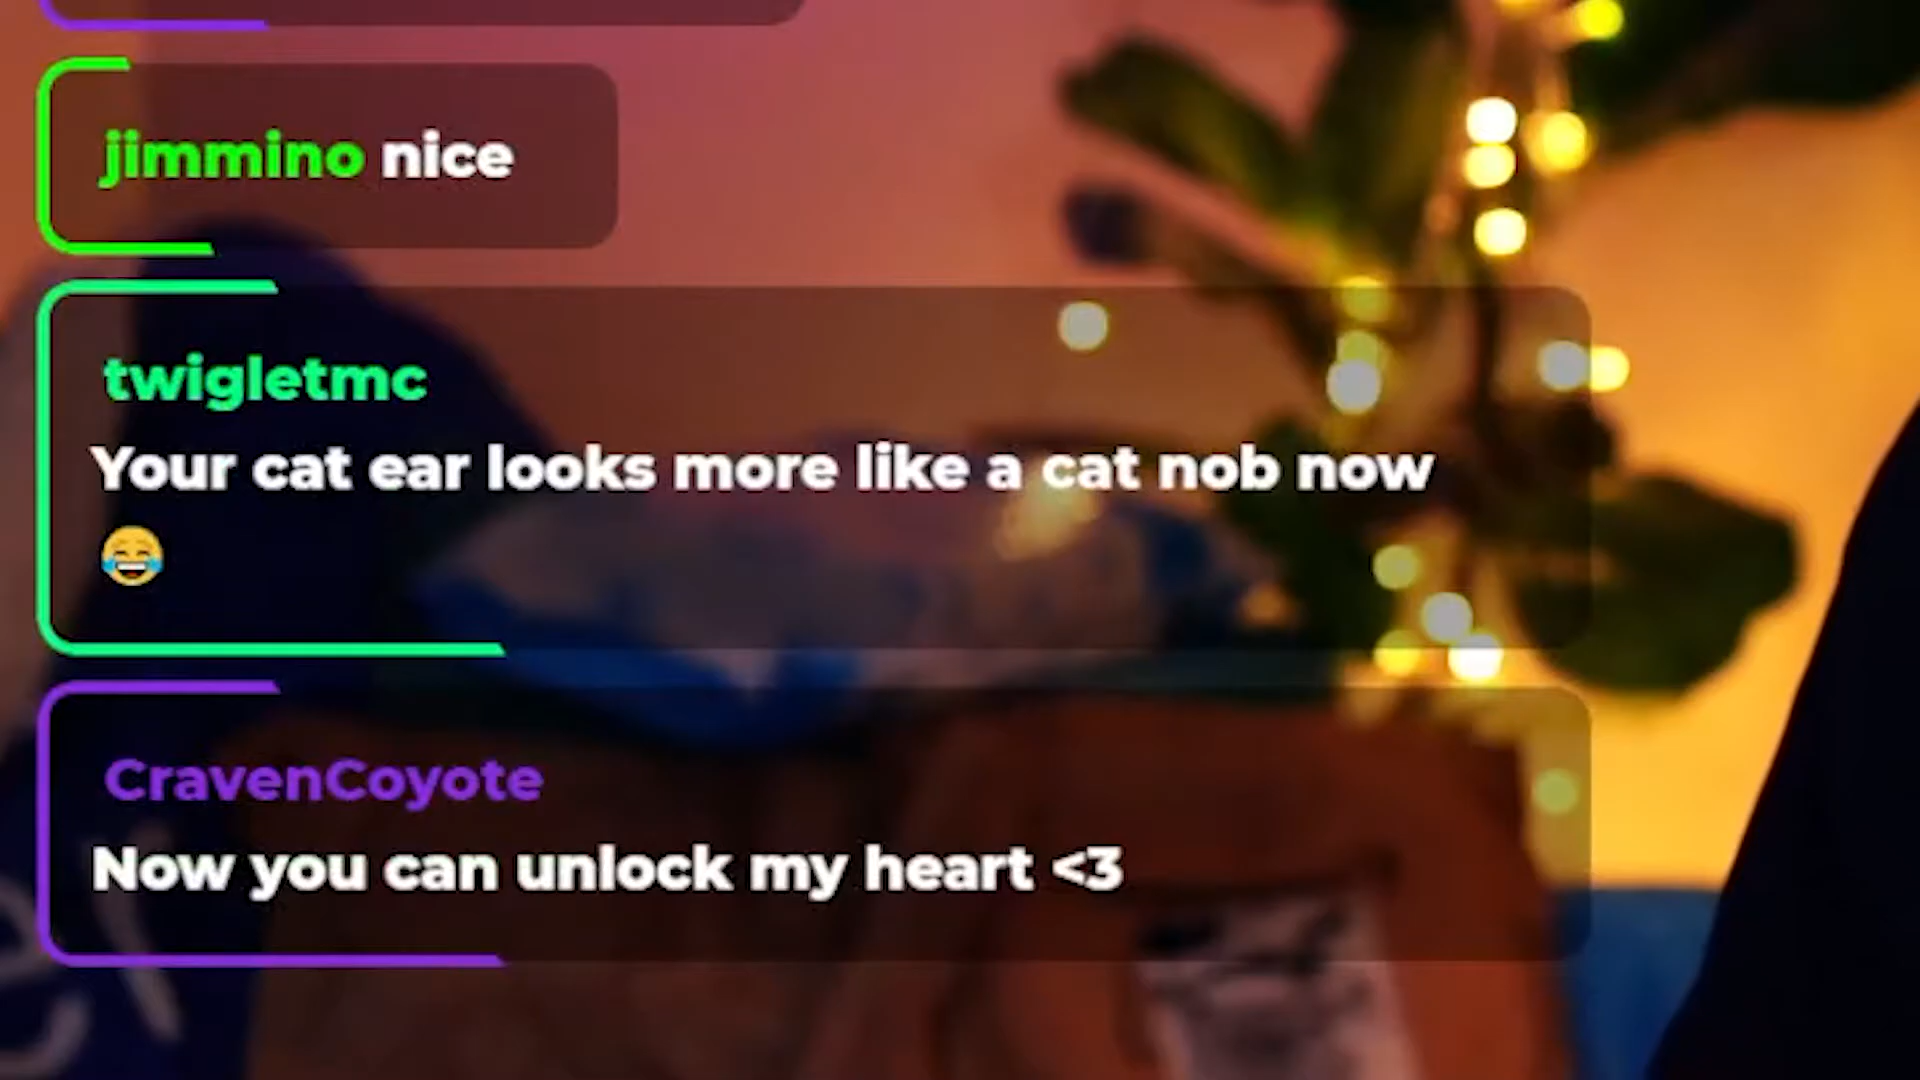 jimmino nice
twigletmc
Your cat ear looks more like a cat nob now
😂
CravenCoyote
Now you can unlock my heart <3